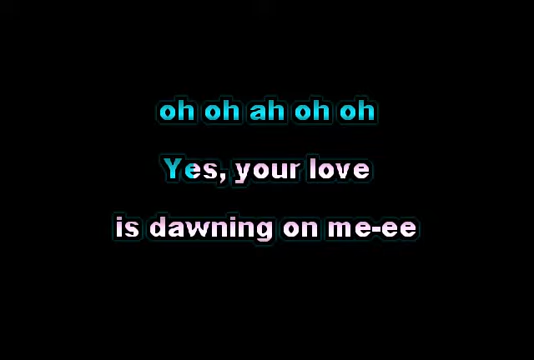 oh oh ah oh oh
Yes, your love
is dawning on me-ee